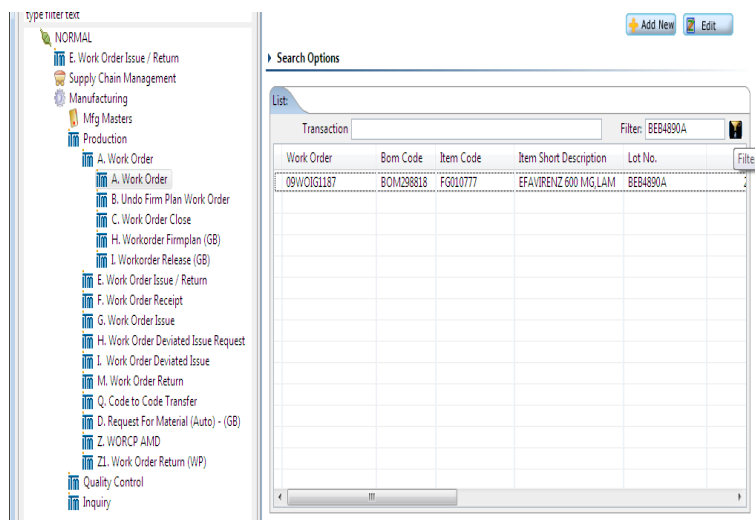 type filter text
NORMAL
E. Work Order Issue / Return
Supply Chain Management
Manufacturing
Mfg Masters
Production
A. Work Order
A. Work Order
B. Undo Firm Plan Work Order
C. Work Order Close
H. Workorder Firmplan (GB)
I. Workorder Release (GB)
E. Work Order Issue / Return
F. Work Order Receipt
G. Work Order Issue
H. Work Order Deviated Issue Request
I. Work Order Deviated Issue
M. Work Order Return
Q. Code to Code Transfer
D. Request For Material (Auto) - (GB)
Z. WORCP AMD
Z1. Work Order Return (WP)
Quality Control
Inquiry
Add New Edit
Search Options
List:
Transaction Filter: BEB4890A
Work Order Bom Code Item Code Item Short Description Lot No. Filte
09WOIG1187 BOM298818 FG010777 EFAVIRENZ 600 MG,LAM BEB4890A